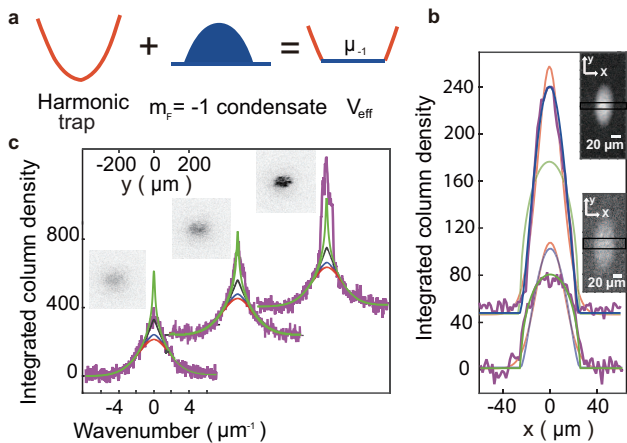 a
+
=
μ₋₁
Harmonic trap
m_F = -1 condensate
V_eff
b
Integrated column density
240
200
160
120
80
40
0
-40
0
40
x ( μm)
y
x
20 μm
y
x
20 μm
c
-200 0 200
y ( μm)
Integrated column density
800
400
0
-4 0 4
Wavenumber ( μm⁻¹)